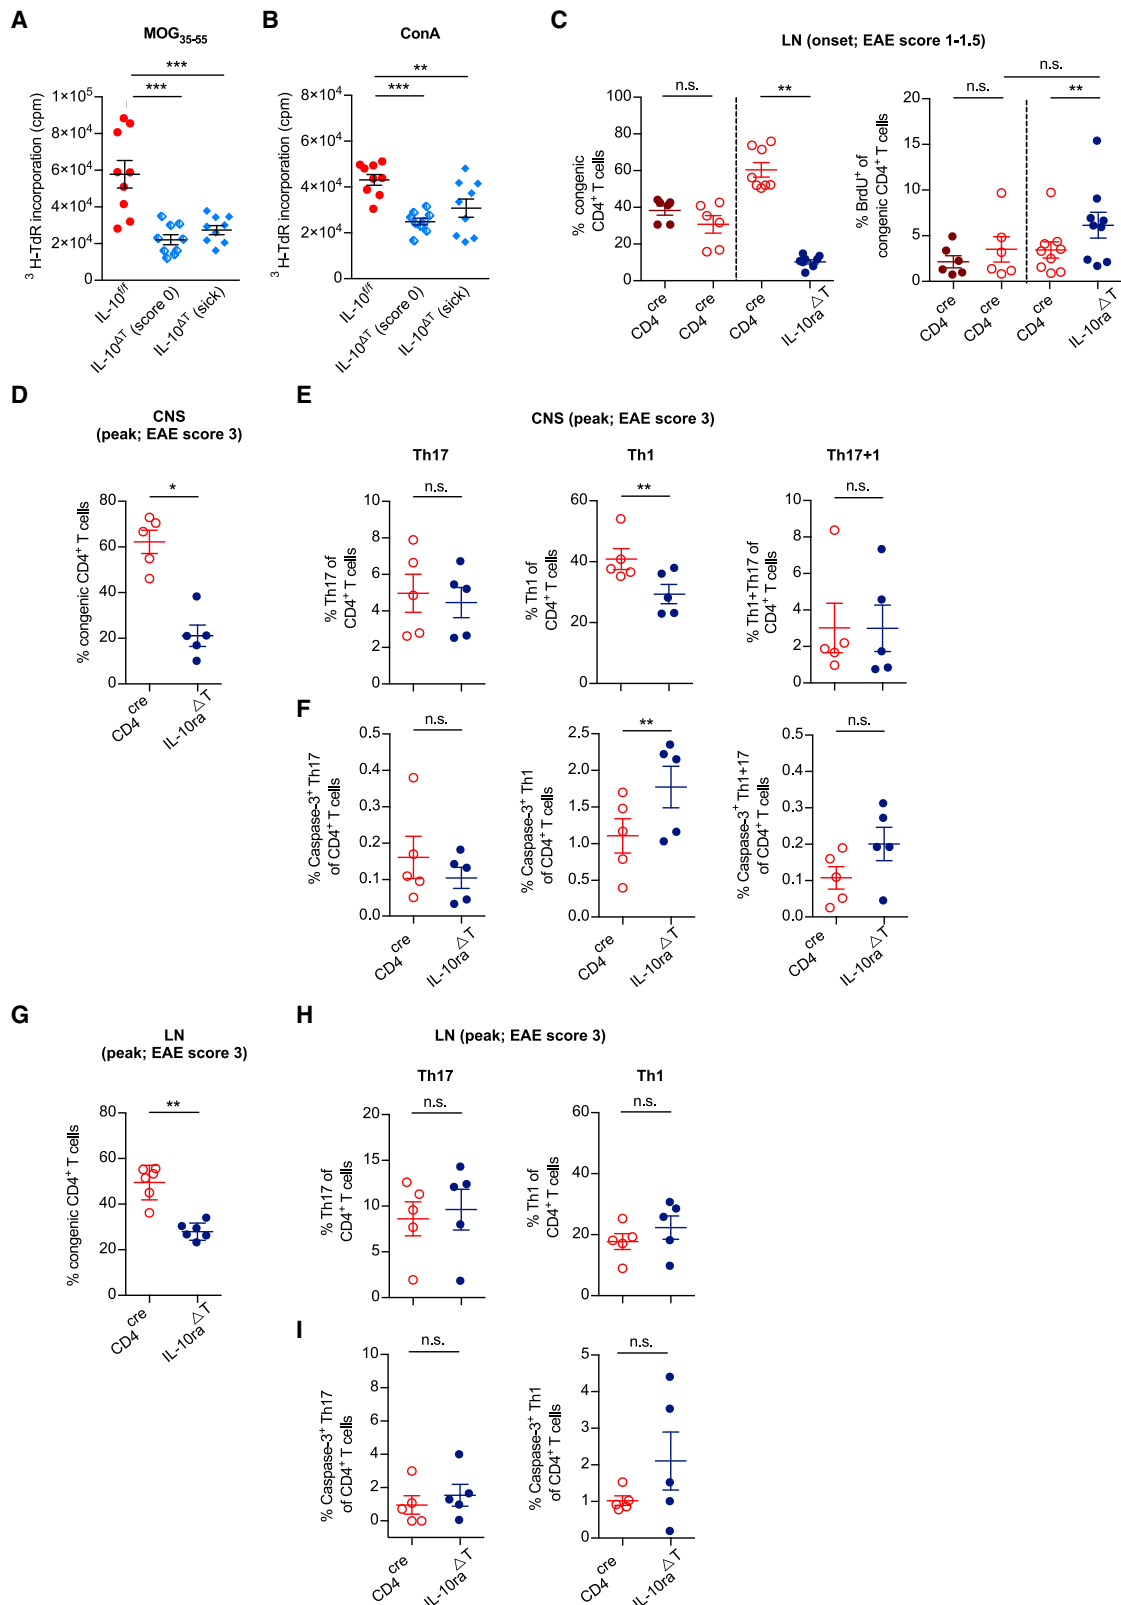 A
MOG35-55
***
***
3 H-TdR incorporation (cpm)
1×10^5
8×10^4
6×10^4
4×10^4
2×10^4
0
IL-10^f/f
IL-10^ΔT (score 0)
IL-10^ΔT (sick)
B
ConA
**
***
3 H-TdR incorporation (cpm)
8×10^4
6×10^4
4×10^4
2×10^4
0
IL-10^f/f
IL-10^ΔT (score 0)
IL-10^ΔT (sick)
C
LN (onset; EAE score 1-1.5)
n.s.
**
% congenic
CD4+ T cells
100
80
60
40
20
0
CD4^cre
CD4^cre
CD4^cre
IL-10ra^△T
n.s.
n.s.
**
% BrdU+ of
congenic CD4+ T cells
20
15
10
5
0
CD4^cre
CD4^cre
CD4^cre
IL-10ra^△T
D
CNS
(peak; EAE score 3)
*
% congenic CD4+ T cells
80
60
40
20
0
CD4^cre
IL-10ra^△T
E
CNS (peak; EAE score 3)
Th17
n.s.
% Th17 of
CD4+ T cells
10
8
6
4
2
0
Th1
**
% Th1 of
CD4+ T cells
60
40
20
0
Th17+1
n.s.
% Th1+Th17 of
CD4+ T cells
10
8
6
4
2
0
F
n.s.
% Caspase-3+ Th17
of CD4+ T cells
0.5
0.4
0.3
0.2
0.1
0.0
CD4^cre
IL-10ra^△T
**
% Caspase-3+ Th1
of CD4+ T cells
2.5
2.0
1.5
1.0
0.5
0.0
CD4^cre
IL-10ra^△T
n.s.
% Caspase-3+ Th1+17
of CD4+ T cells
0.5
0.4
0.3
0.2
0.1
0.0
CD4^cre
IL-10ra^△T
G
LN
(peak; EAE score 3)
**
% congenic CD4+ T cells
80
60
40
20
0
CD4^cre
IL-10ra^△T
H
LN (peak; EAE score 3)
Th17
n.s.
% Th17 of
CD4+ T cells
20
15
10
5
0
Th1
n.s.
% Th1 of
CD4+ T cells
60
40
20
0
I
n.s.
% Caspase-3+ Th17
of CD4+ T cells
10
8
6
4
2
0
CD4^cre
IL-10ra^△T
n.s.
% Caspase-3+ Th1
of CD4+ T cells
5
4
3
2
1
0
CD4^cre
IL-10ra^△T